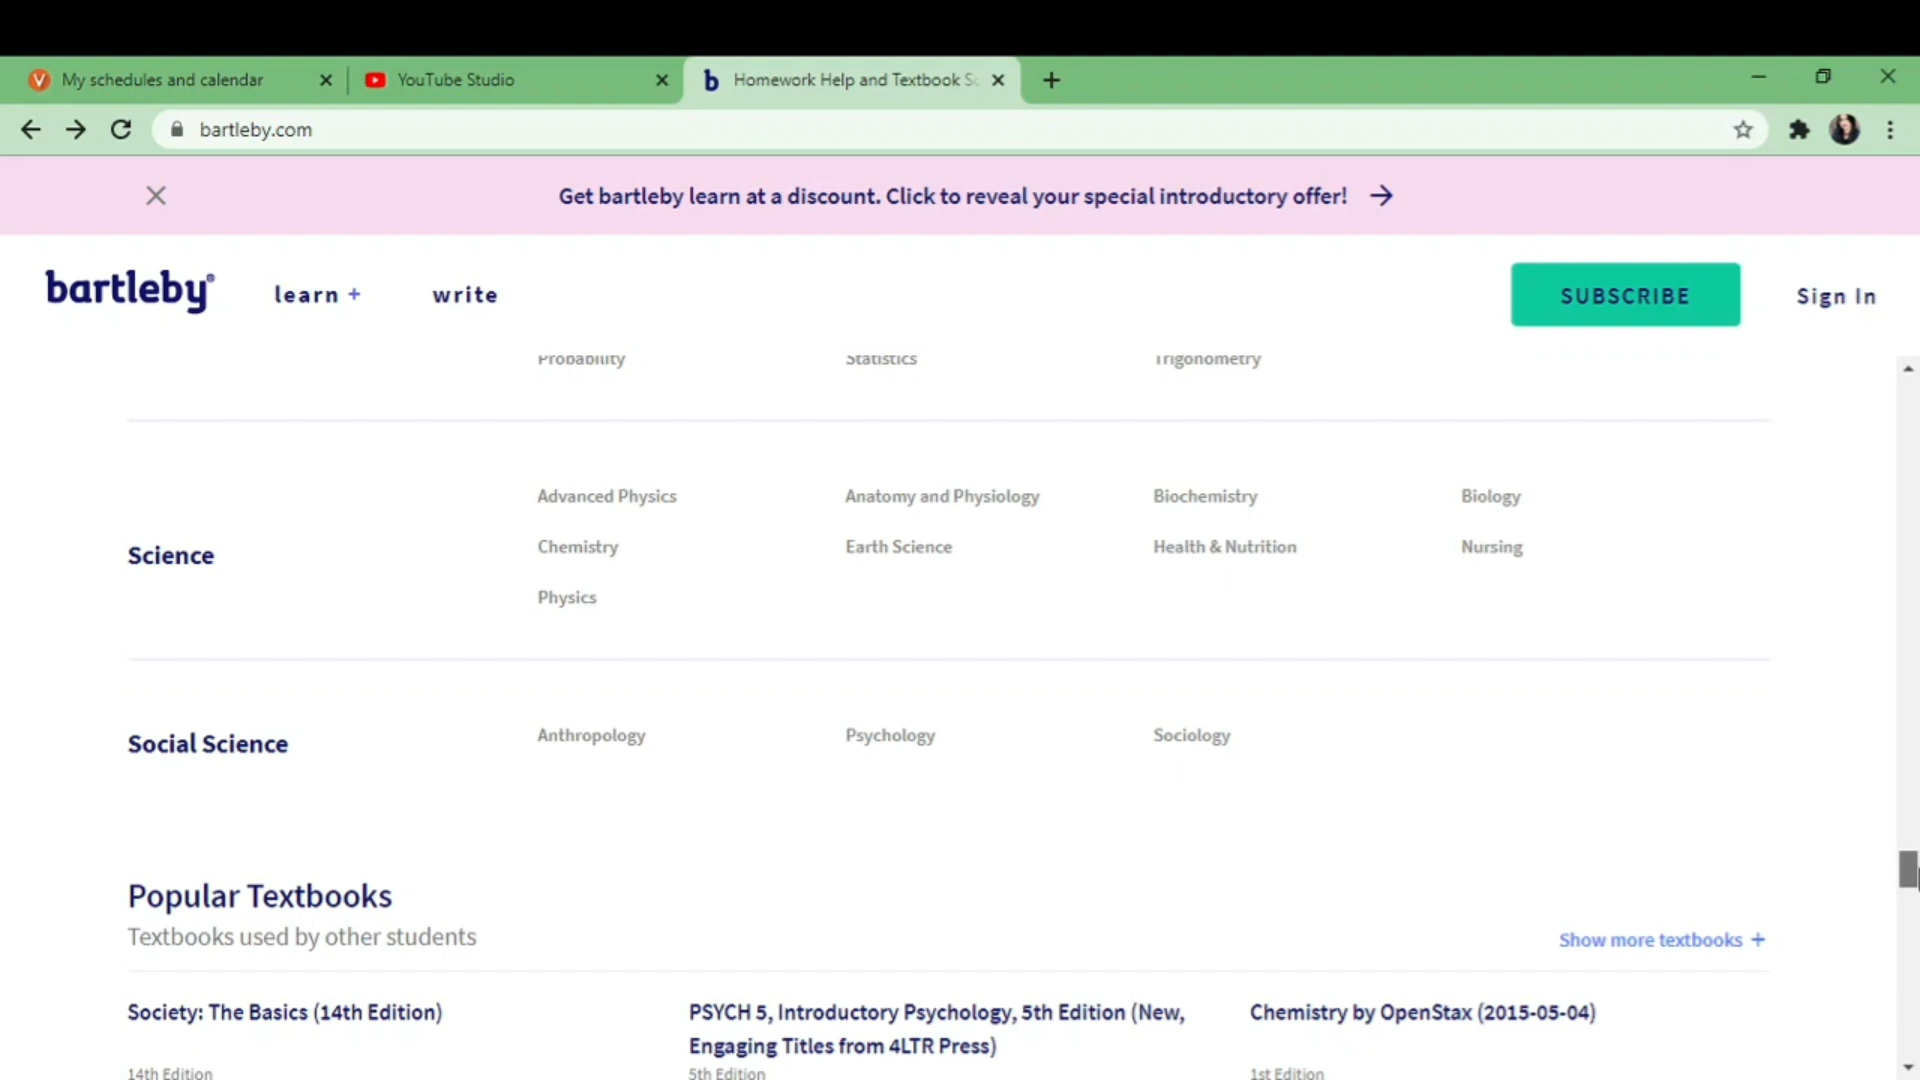 My schedules and calendar
YouTube Studio
Homework Help and Textbook So
bartleby.com
Get bartleby learn at a discount. Click to reveal your special introductory offer! →
bartleby®
learn +
write
SUBSCRIBE
Sign In
Probability
Statistics
Trigonometry
Science
Advanced Physics
Anatomy and Physiology
Biochemistry
Biology
Chemistry
Earth Science
Health & Nutrition
Nursing
Physics
Social Science
Anthropology
Psychology
Sociology
Popular Textbooks
Textbooks used by other students
Show more textbooks +
Society: The Basics (14th Edition)
14th Edition
PSYCH 5, Introductory Psychology, 5th Edition (New,
Engaging Titles from 4LTR Press)
5th Edition
Chemistry by OpenStax (2015-05-04)
1st Edition